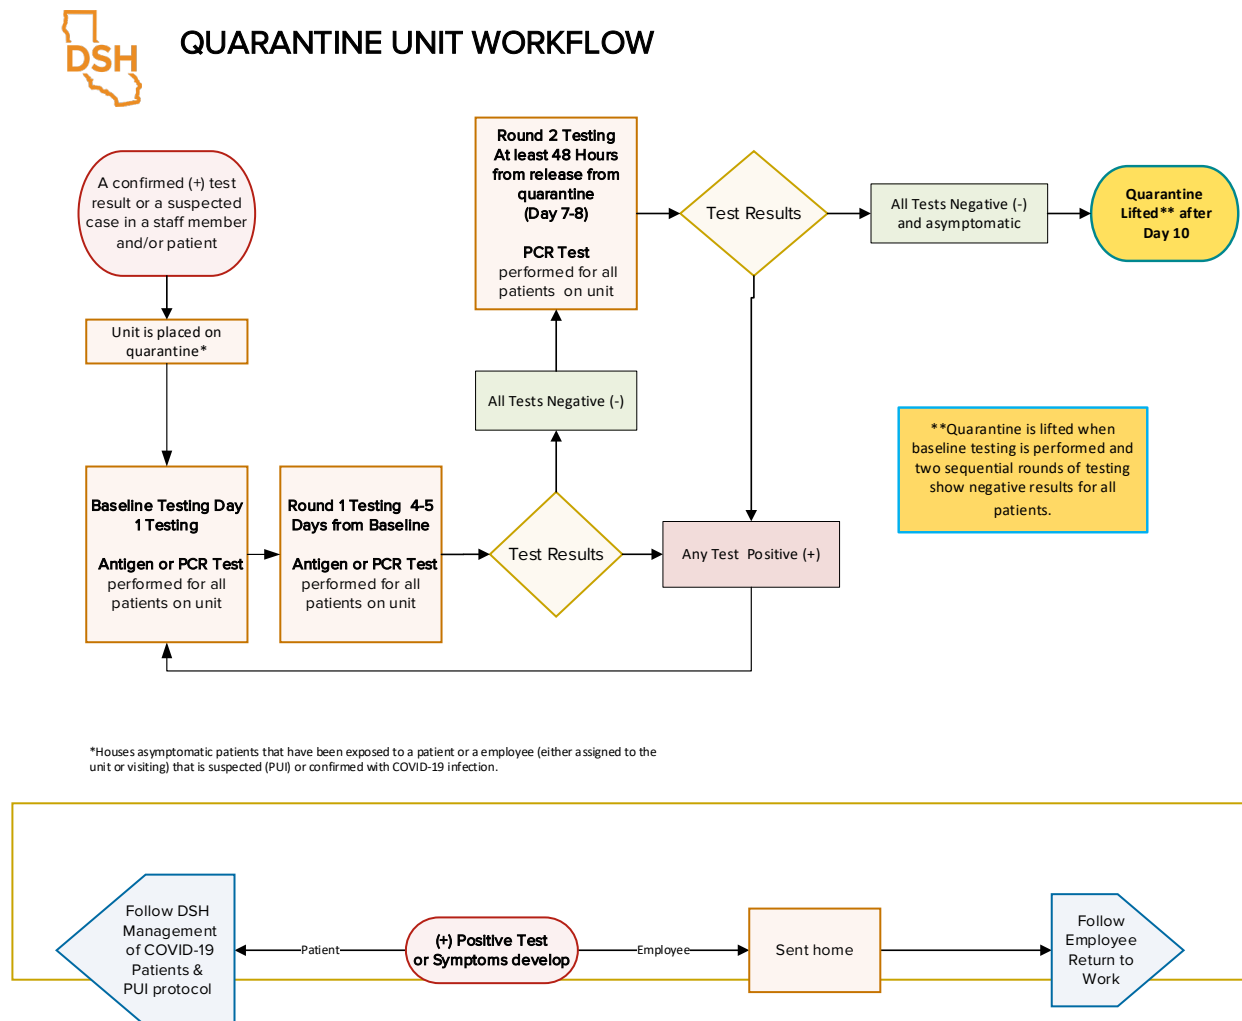 DSH
QUARANTINE UNIT WORKFLOW
A confirmed (+) test
result or a suspected
case in a staff member
and/or patient
Unit is placed on
quarantine*
Baseline Testing Day
1 Testing
Antigen or PCR Test
performed for all
patients on unit
Round 1 Testing 4-5
Days from Baseline
Antigen or PCR Test
performed for all
patients on unit
Test Results
All Tests Negative (-)
Round 2 Testing
At least 48 Hours
from release from
quarantine
(Day 7-8)
PCR Test
performed for all
patients on unit
Test Results
All Tests Negative (-)
and asymptomatic
Quarantine
Lifted** after
Day 10
Any Test Positive (+)
**Quarantine is lifted when
baseline testing is performed and
two sequential rounds of testing
show negative results for all
patients.
*Houses asymptomatic patients that have been exposed to a patient or a employee (either assigned to the
unit or visiting) that is suspected (PUI) or confirmed with COVID-19 infection.
Follow DSH
Management
of COVID-19
Patients &
PUI protocol
Patient
(+) Positive Test
or Symptoms develop
Employee
Sent home
Follow
Employee
Return to
Work